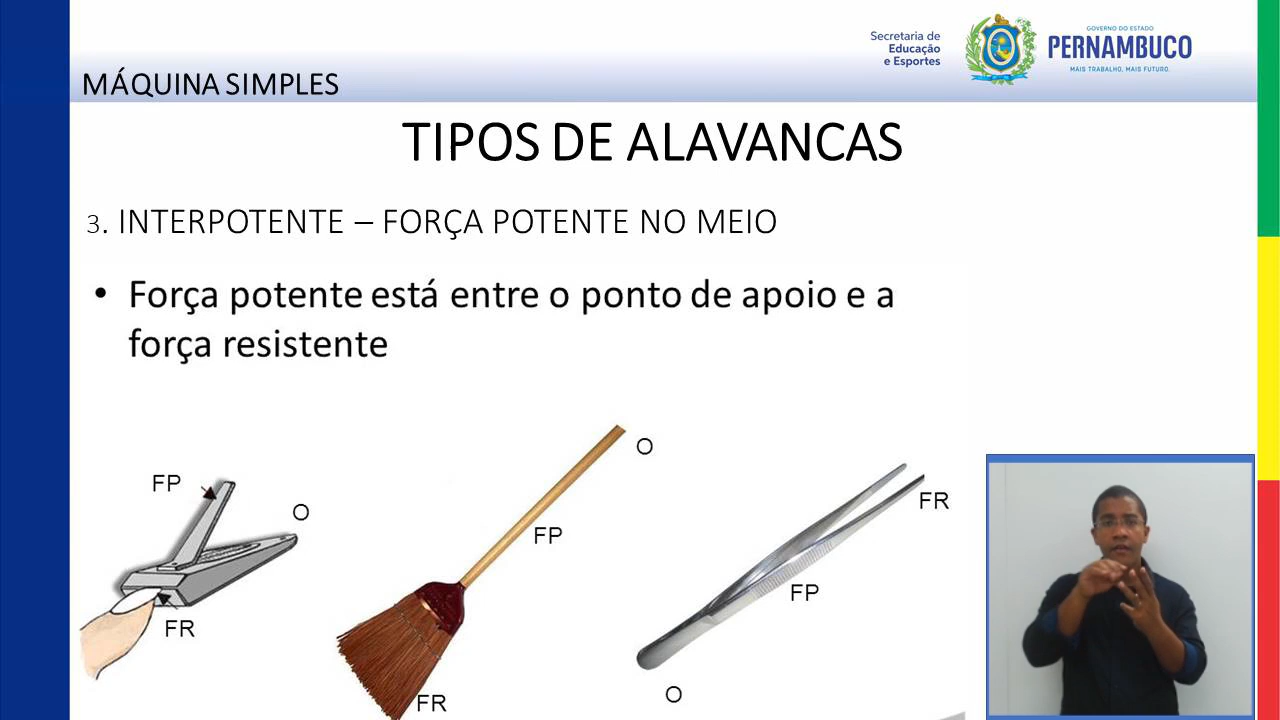 Secretaria de
Educação
e Esportes
GOVERNO DO ESTADO
PERNAMBUCO
MAIS TRABALHO, MAIS FUTURO.
MÁQUINA SIMPLES
TIPOS DE ALAVANCAS
3. INTERPOTENTE – FORÇA POTENTE NO MEIO
• Força potente está entre o ponto de apoio e a
força resistente
FP
O
FR
O
FP
FR
FR
FP
O